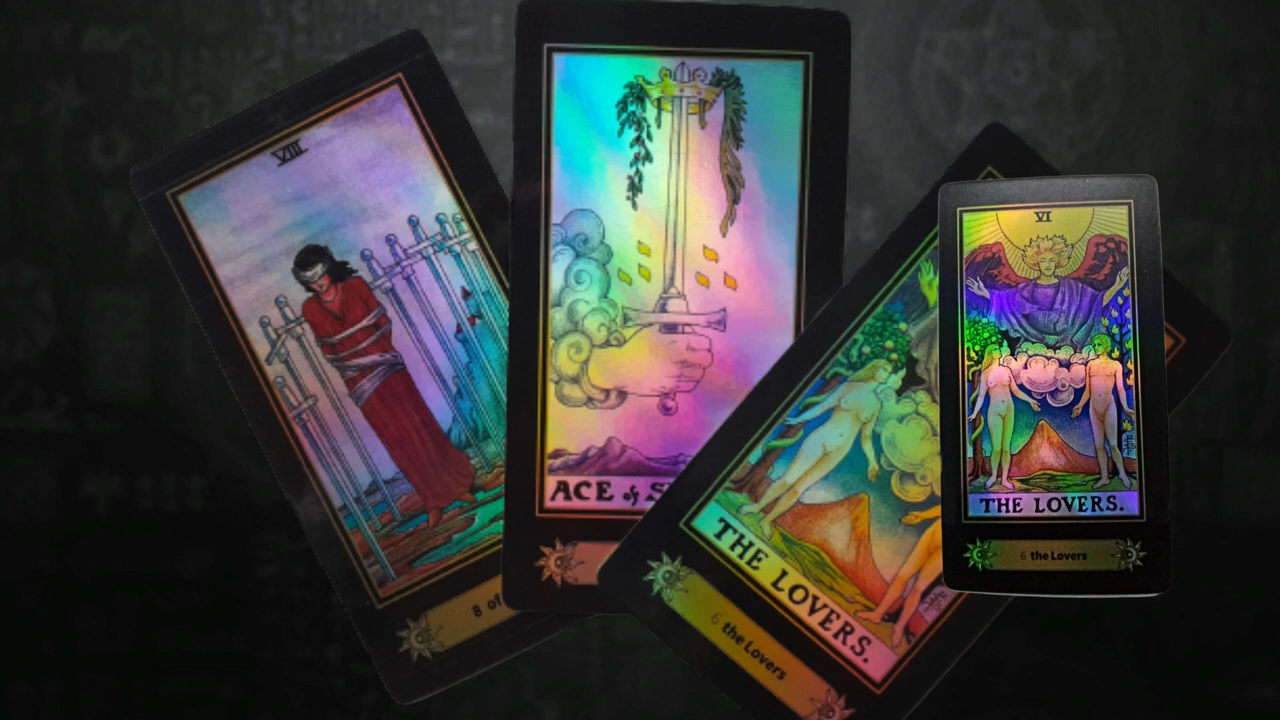 VIII
8 of
ACE of S
THE LOVERS.
6 the Lovers
VI
THE LOVERS.
6 the Lovers